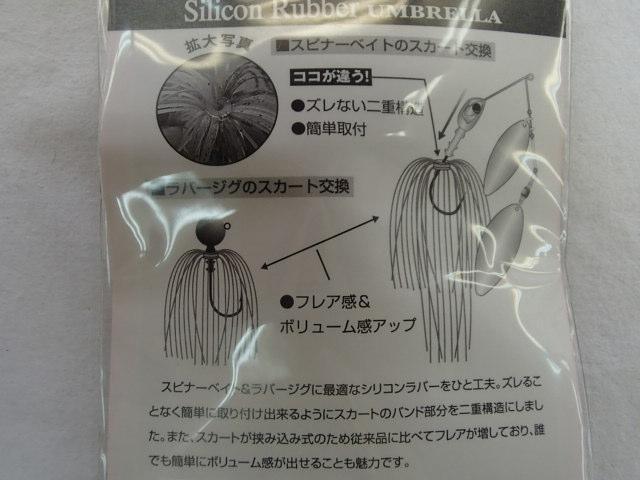 Silicon Rubber UMBRELLA
拡大写真
■スピナーベイトのスカート交換
ココが違う!
●ズレない二重構造
●簡単取付
■ラバージグのスカート交換
●フレア感&
ボリューム感アップ
スピナーベイト&ラバージグに最適なシリコンラバーをひと工夫。ズレるこ
となく簡単に取り付け出来るようにスカートのバンド部分を二重構造にしまし
た。また、スカートが挟み込み式のため従来品に比べてフレアが増しており、誰
でも簡単にボリューム感が出せることも魅力です。